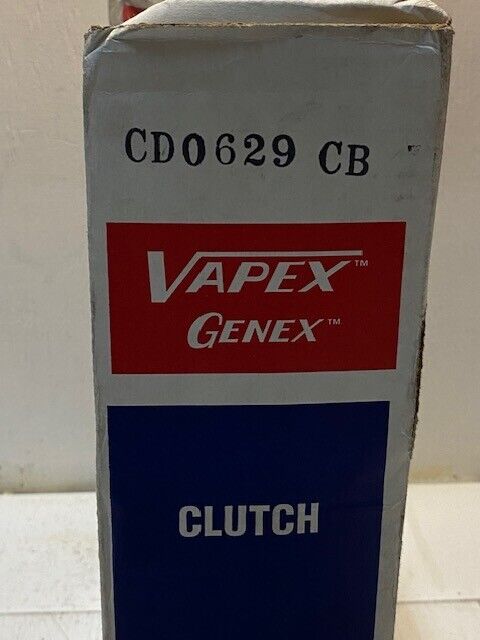 CD0629 CB
VAPEX™
GENEX™
CLUTCH